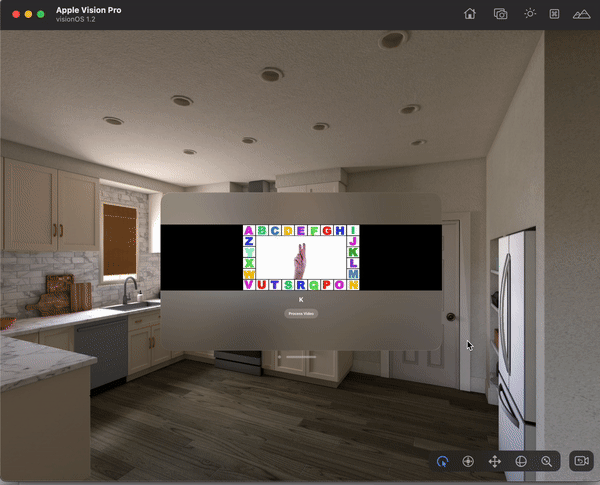 Apple Vision Pro
visionOS 1.2
A B C D E F G H I
Z J
Y K
X L
W M
V U T S R Q P O N
K
Process Video